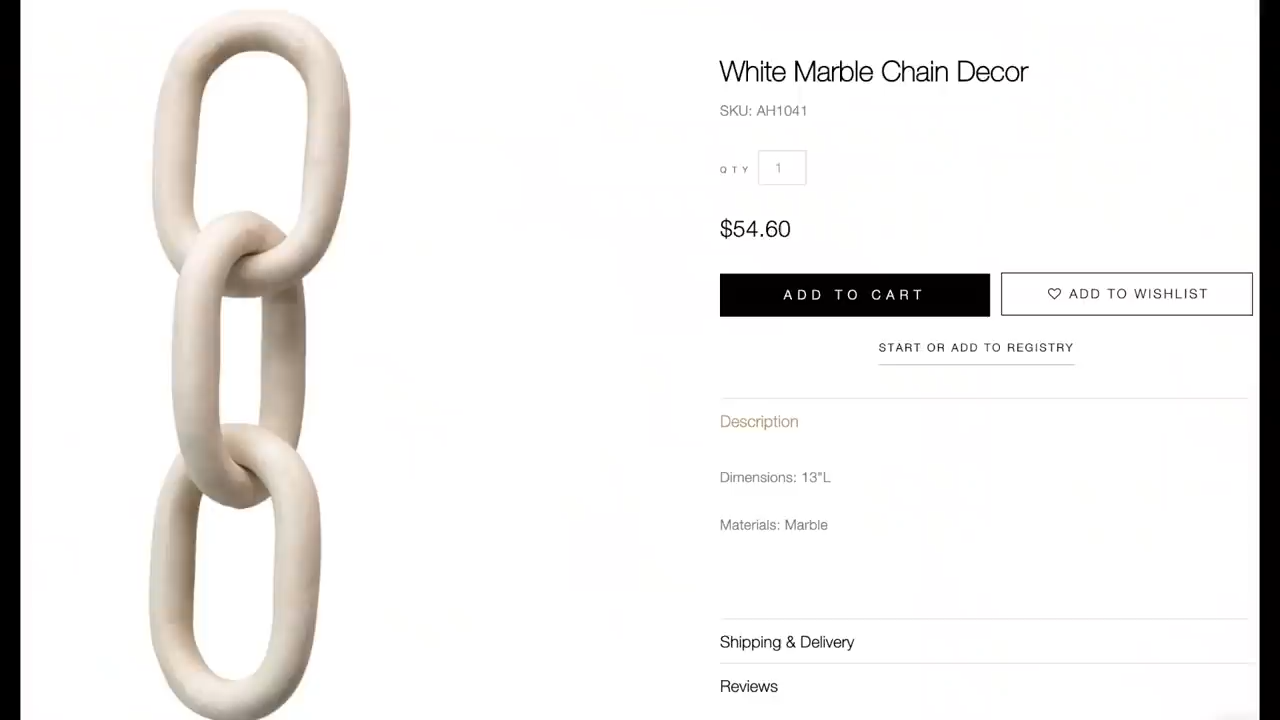 White Marble Chain Decor
SKU: AH1041
QTY 1
$54.60
ADD TO CART
ADD TO WISHLIST
START OR ADD TO REGISTRY
Description
Dimensions: 13"L
Materials: Marble
Shipping & Delivery
Reviews